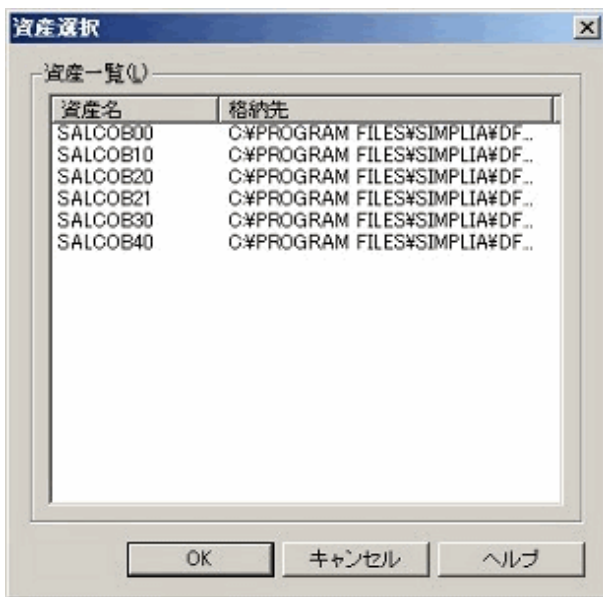 資産選択
資産一覧(L)
資産名 格納先
SALCOB00 C:¥PROGRAM FILES¥SIMPLIA¥DF...
SALCOB10 C:¥PROGRAM FILES¥SIMPLIA¥DF...
SALCOB20 C:¥PROGRAM FILES¥SIMPLIA¥DF...
SALCOB21 C:¥PROGRAM FILES¥SIMPLIA¥DF...
SALCOB30 C:¥PROGRAM FILES¥SIMPLIA¥DF...
SALCOB40 C:¥PROGRAM FILES¥SIMPLIA¥DF...
OK キャンセル ヘルプ